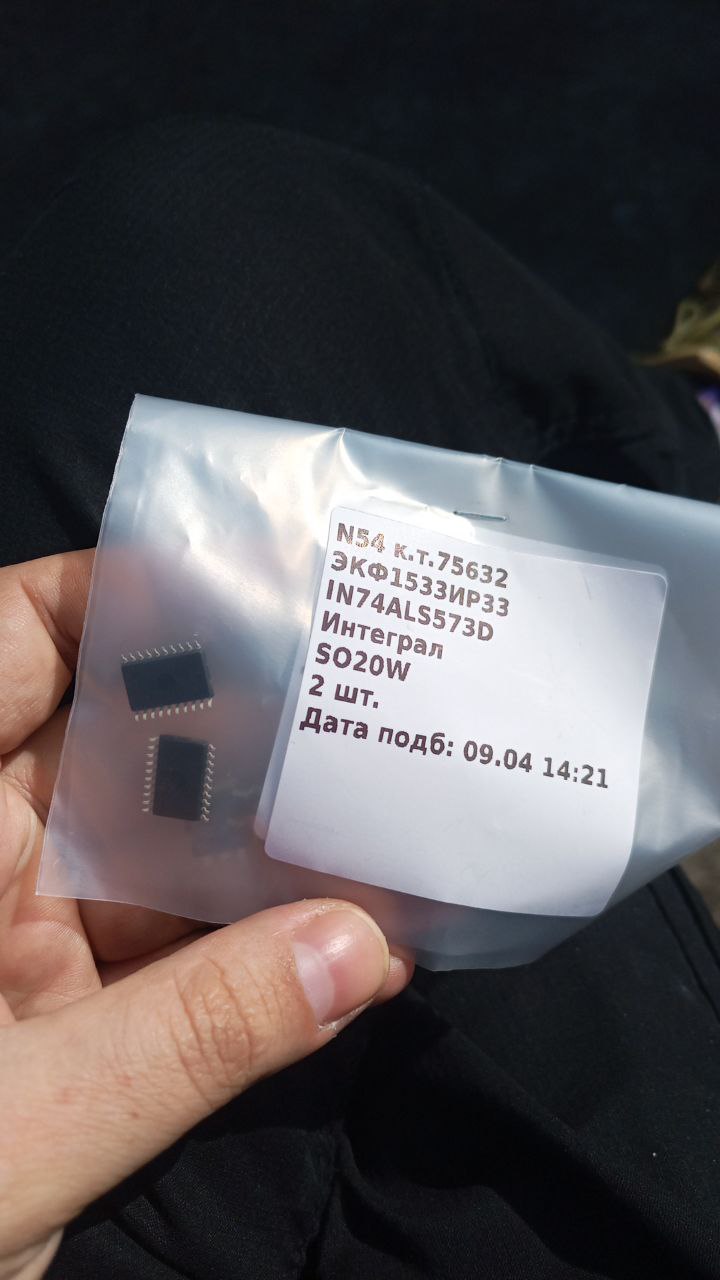 N54 к.т.75632
ЭКФ1533ИР33
IN74ALS573D
Интеграл
SO20W
2 шт.
Дата подб: 09.04 14:21